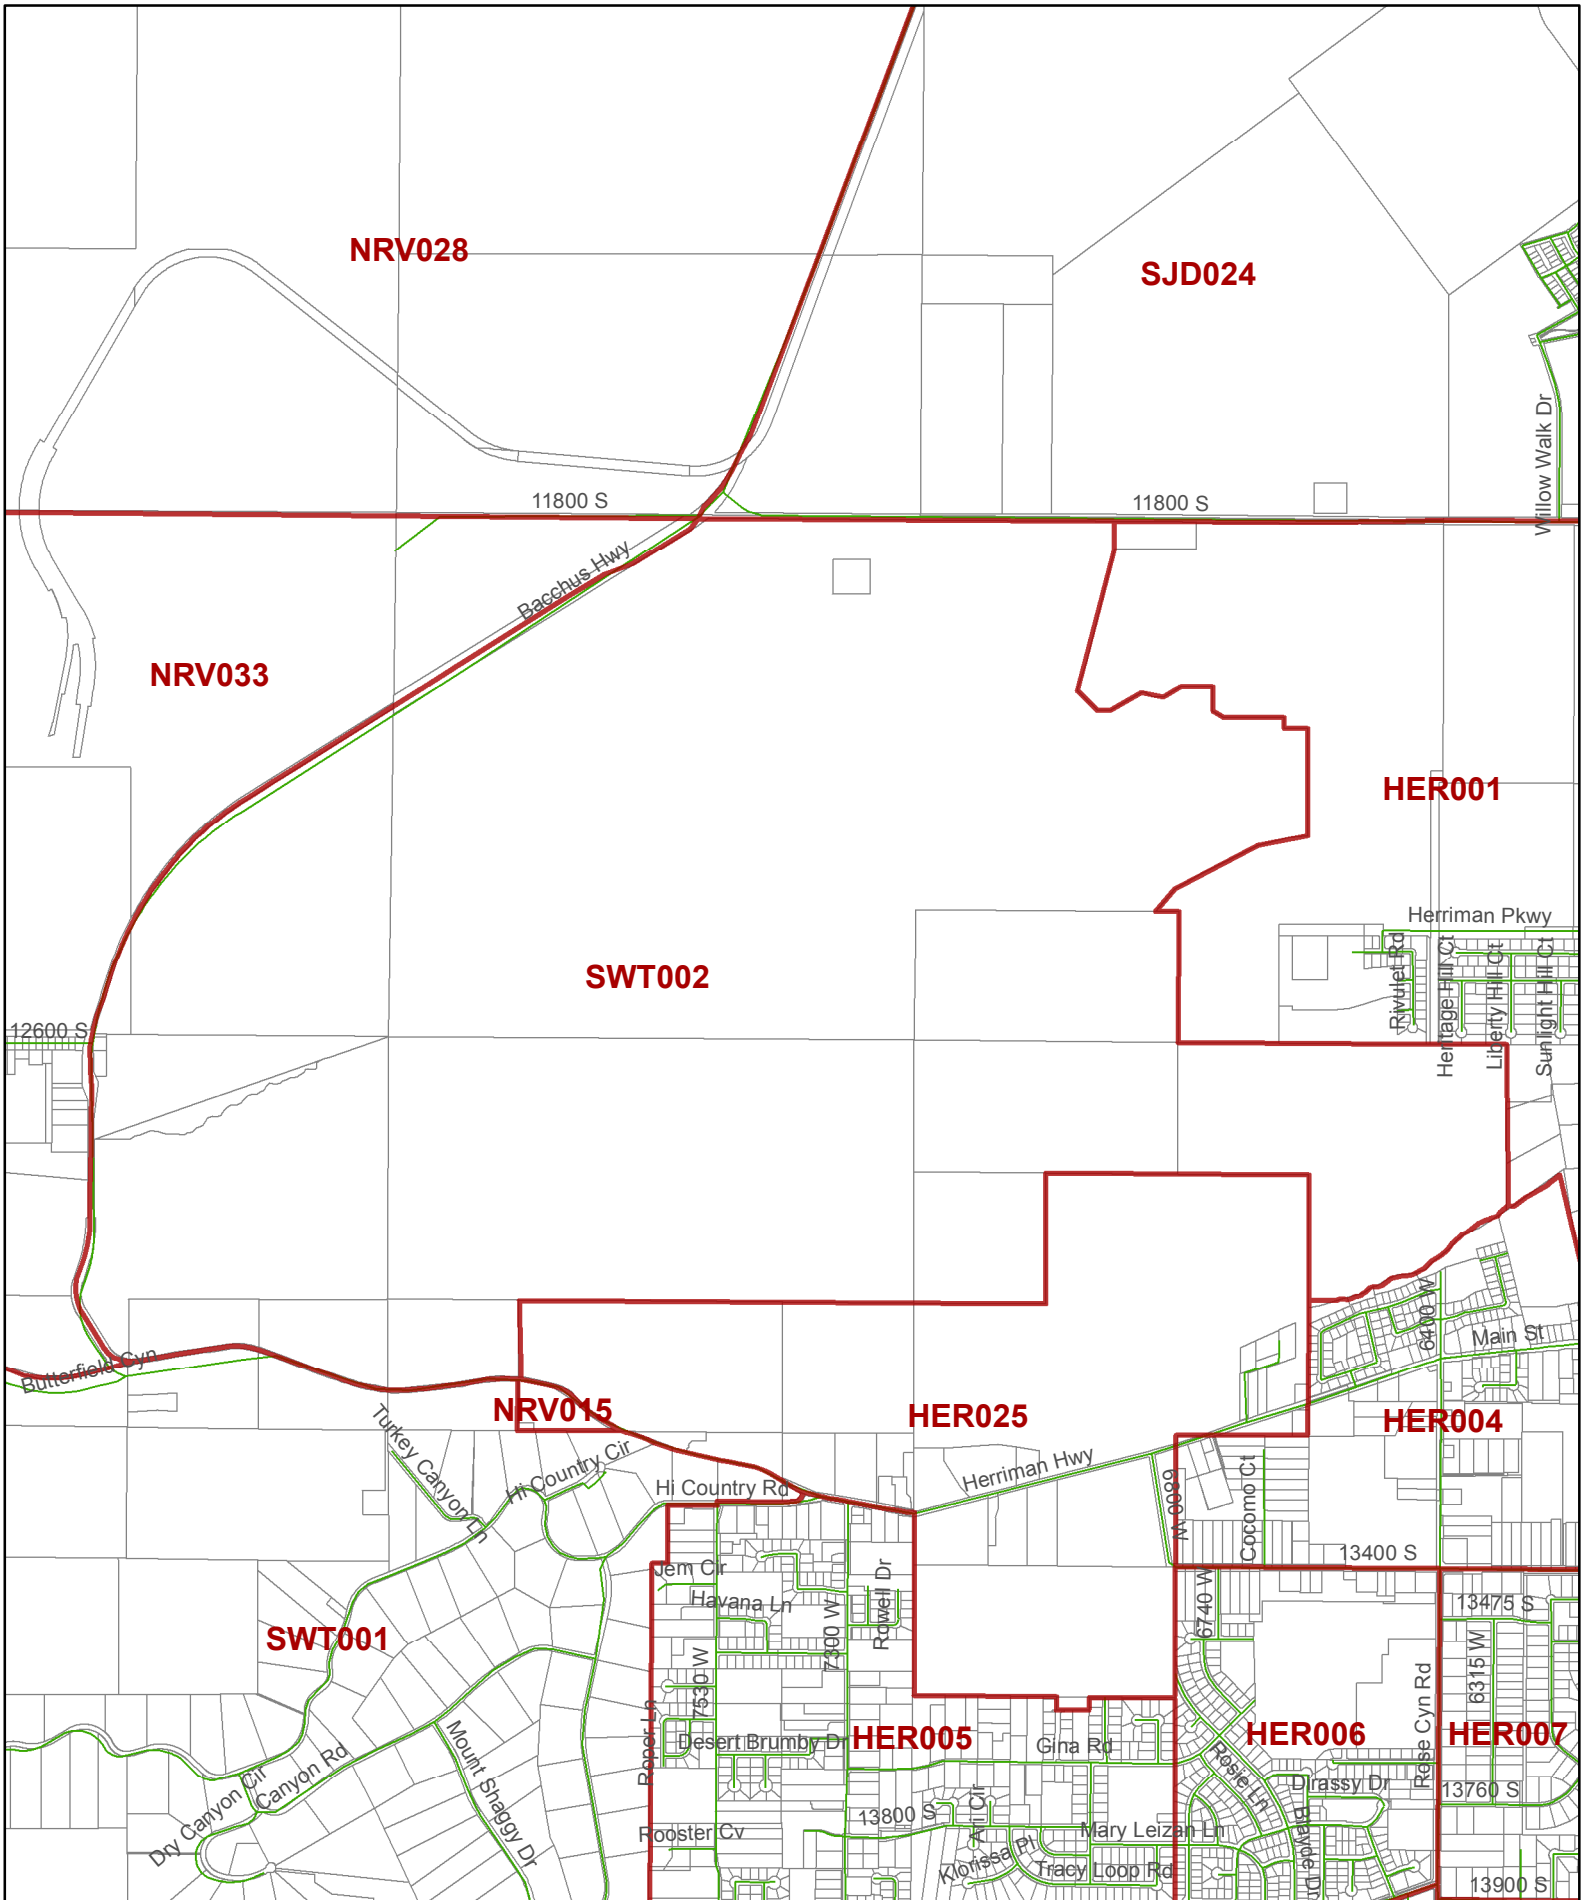 NRV028
SJD024
Willow Walk Dr
11800 S
11800 S
Bacchus Hwy
NRV033
HER001
Herriman Pkwy
Rivulet Rd
Heritage Hill Ct
Liberty Hill Ct
Sunlight Hill Ct
SWT002
12600 S
6400 W
Main St
Butterfield Cyn
NRV015
HER025
HER004
Turkey Canyon Ln
Hi Country Cir
Hi Country Rd
Herriman Hwy
6800 W
Cocomo Ct
13400 S
Jem Cir
Havana Ln
7300 W
Rowell Dr
6740 W
13475 S
6315 W
SWT001
7530 W
Roper Ln
Desert Brumby Dr
HER005
Gina Rd
HER006
Rose Cyn Rd
HER007
Rosie Ln
Dirassy Dr
13760 S
Mount Shaggy Dr
Canyon Rd
Dry Canyon Cir
13800 S
Ari Cir
Rooster Cv
Mary Leizan Ln
Blayde Dr
Klorissa Pl
Tracy Loop Rd
13900 S